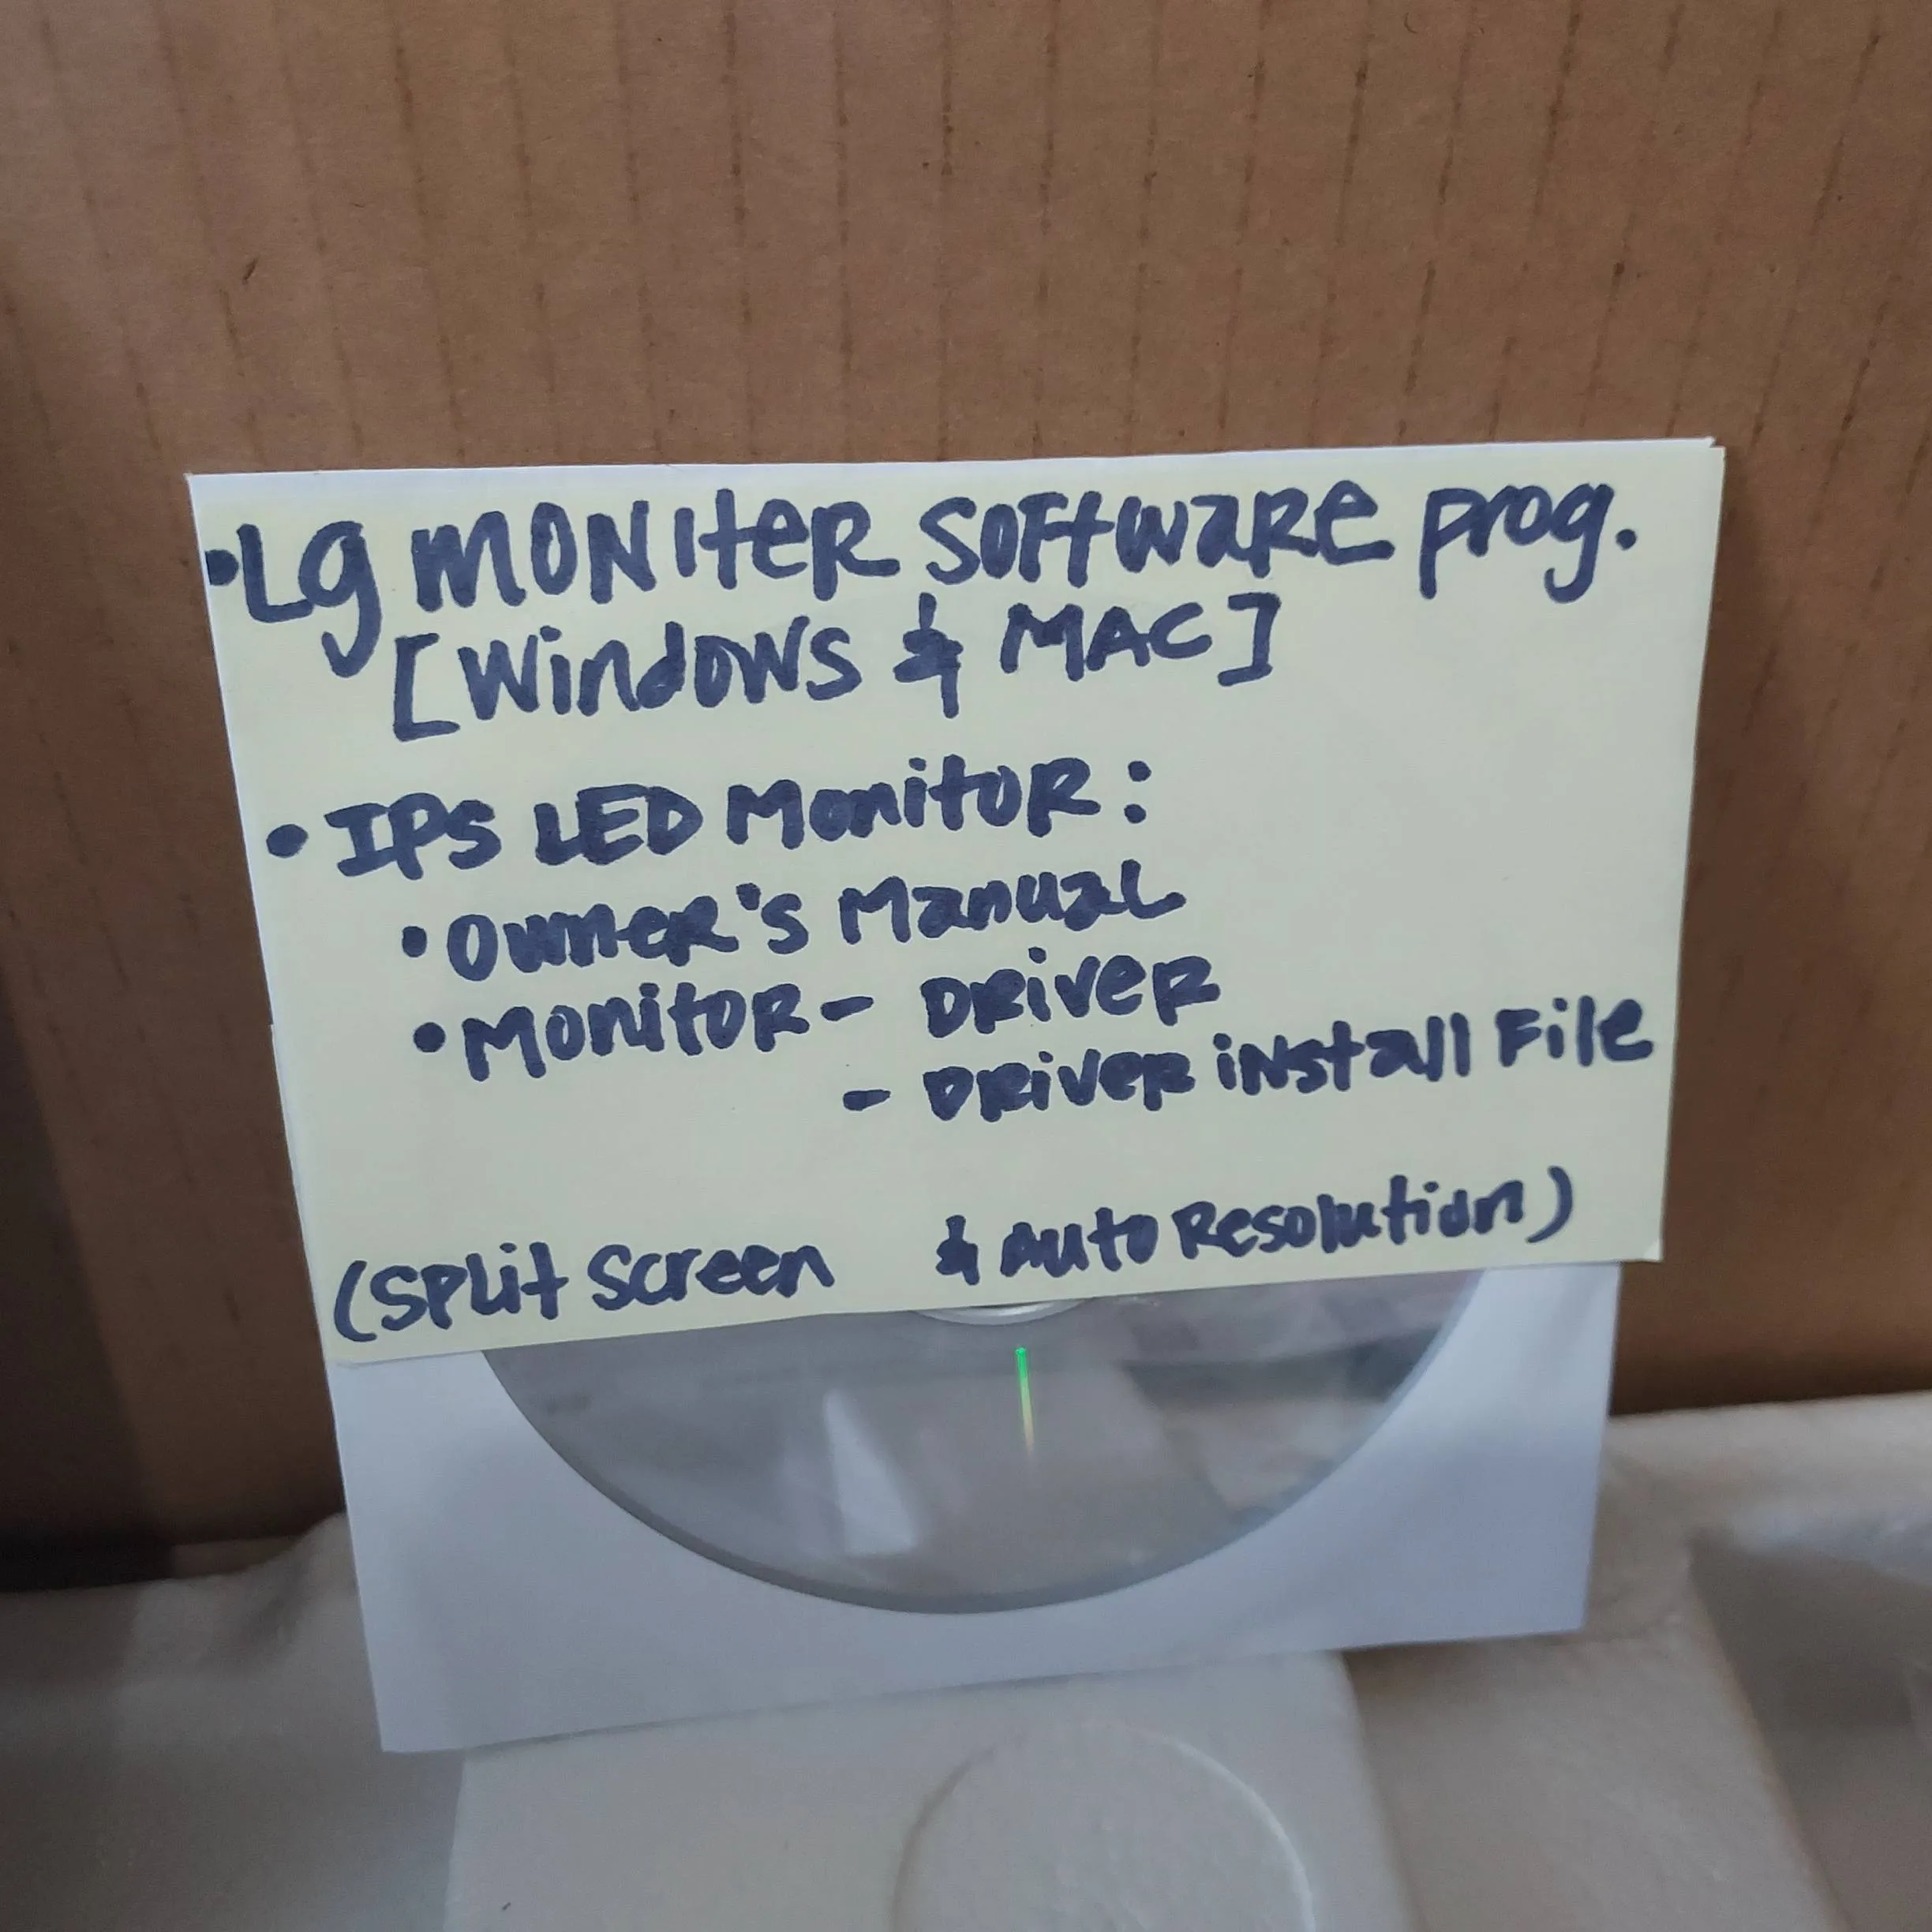 •LG MONITER SOFTWARE prog.
[Windows & MAC]
• IPS LED Monitor:
• Owner's Manual
• Monitor - Driver
- Driver install File
(Split Screen & Auto Resolution)